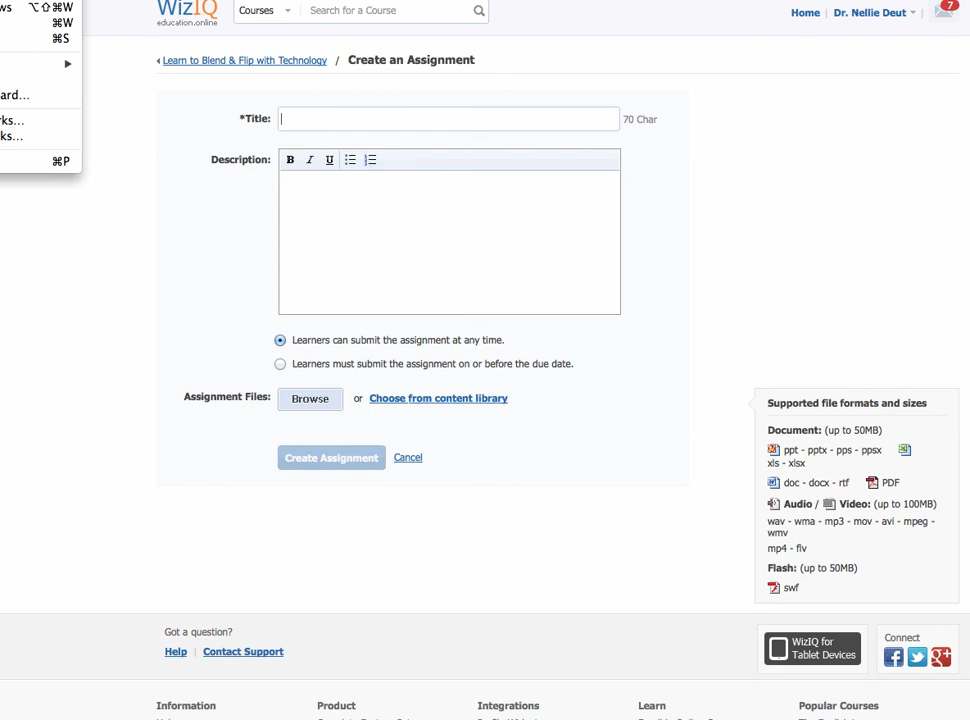 ws ⌥⇧⌘W
⌘W
⌘S
ard...
rks...
ks...
⌘P
WizIQ
education.online
Courses
Search for a Course
Home | Dr. Nellie Deut
7
Learn to Blend & Flip with Technology / Create an Assignment
*Title:
70 Char
Description:
B I U
Learners can submit the assignment at any time.
Learners must submit the assignment on or before the due date.
Assignment Files: Browse or Choose from content library
Create Assignment Cancel
Supported file formats and sizes
Document: (up to 50MB)
ppt - pptx - pps - ppsx
xls - xlsx
doc - docx - rtf PDF
Audio / Video: (up to 100MB)
wav - wma - mp3 - mov - avi - mpeg -
wmv
mp4 - flv
Flash: (up to 50MB)
swf
Got a question?
Help | Contact Support
WizIQ for
Tablet Devices
Connect
Information
Product
Integrations
Learn
Popular Courses